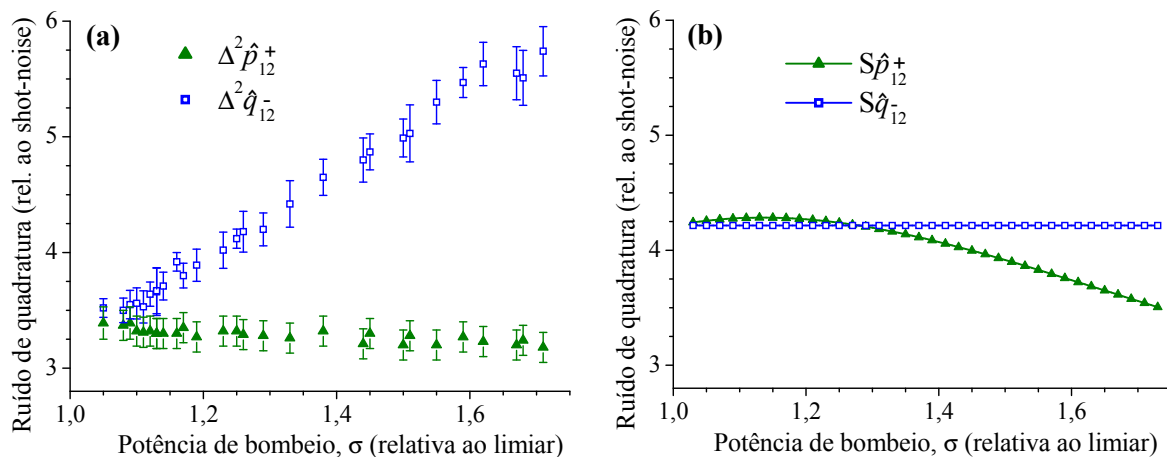 (a)
Δ²p̂₁₂⁺
Δ²q̂₁₂⁻
Ruído de quadratura (rel. ao shot-noise)
6
5
4
3
1,0 1,2 1,4 1,6
Potência de bombeio, σ (relativa ao limiar)
(b)
Sp̂₁₂⁺
Sq̂₁₂⁻
Ruído de quadratura (rel. ao shot-noise)
6
5
4
3
1,0 1,2 1,4 1,6
Potência de bombeio, σ (relativa ao limiar)